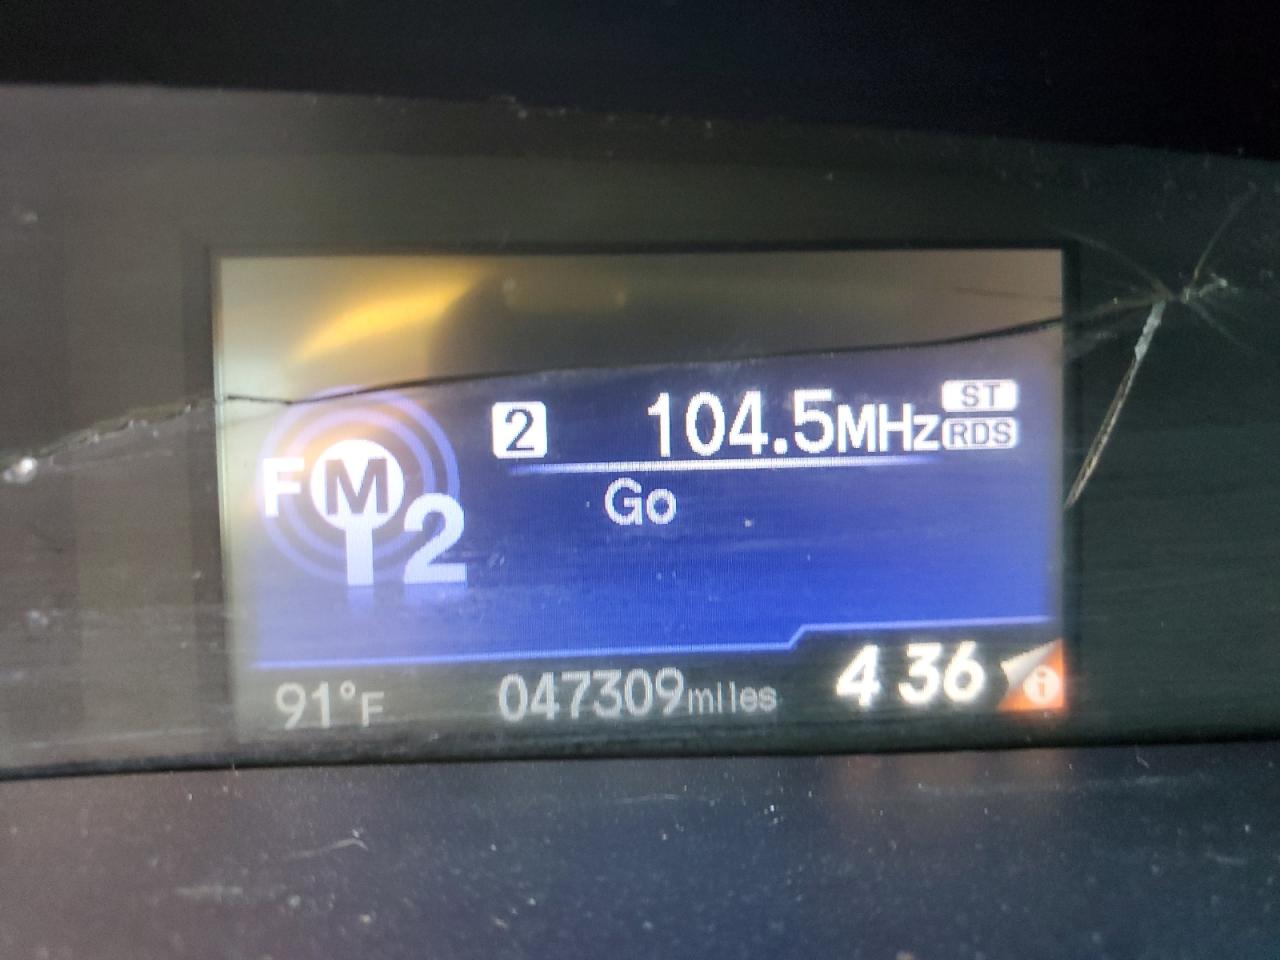 2 104.5MHz ST
RDS
FM2
Go
91°F 047309miles 4 36 i